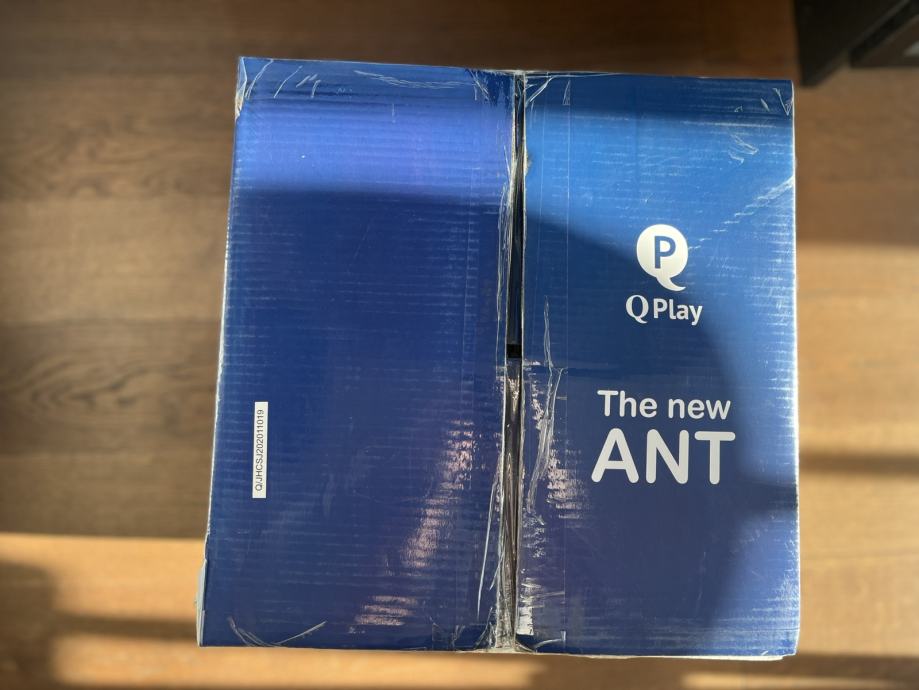 P
Q Play
The new
ANT
Q/JHCSJ202011019